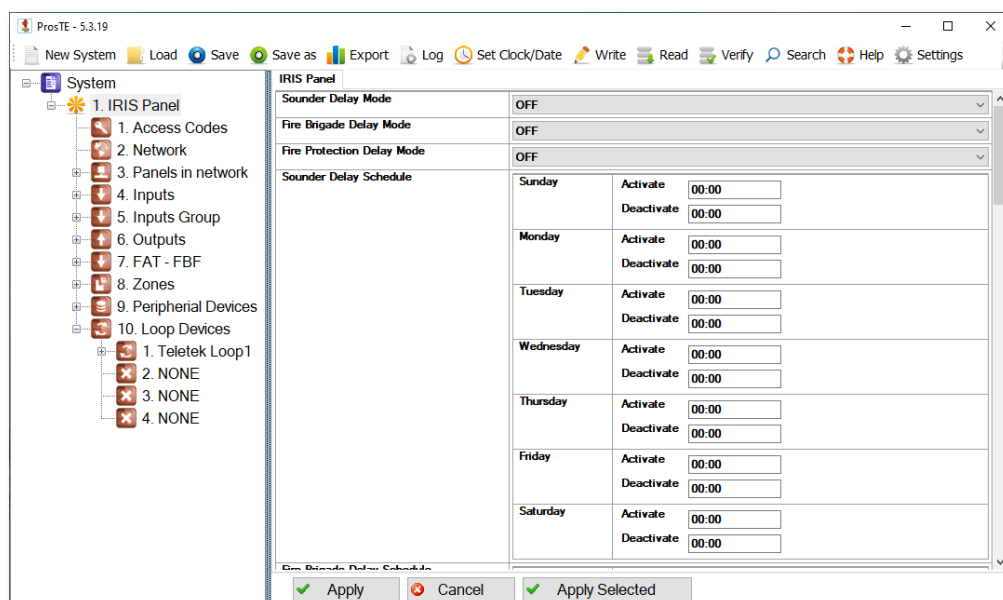 ProsTE - 5.3.19
New System Load Save Save as Export Log Set Clock/Date Write Read Verify Search Help Settings
System
1. IRIS Panel
1. Access Codes
2. Network
3. Panels in network
4. Inputs
5. Inputs Group
6. Outputs
7. FAT - FBF
8. Zones
9. Peripherial Devices
10. Loop Devices
1. Teletek Loop1
2. NONE
3. NONE
4. NONE
IRIS Panel
Sounder Delay Mode OFF
Fire Brigade Delay Mode OFF
Fire Protection Delay Mode OFF
Sounder Delay Schedule
Sunday Activate 00:00
Deactivate 00:00
Monday Activate 00:00
Deactivate 00:00
Tuesday Activate 00:00
Deactivate 00:00
Wednesday Activate 00:00
Deactivate 00:00
Thursday Activate 00:00
Deactivate 00:00
Friday Activate 00:00
Deactivate 00:00
Saturday Activate 00:00
Deactivate 00:00
Fire Brigade Delay Schedule
Apply Cancel Apply Selected